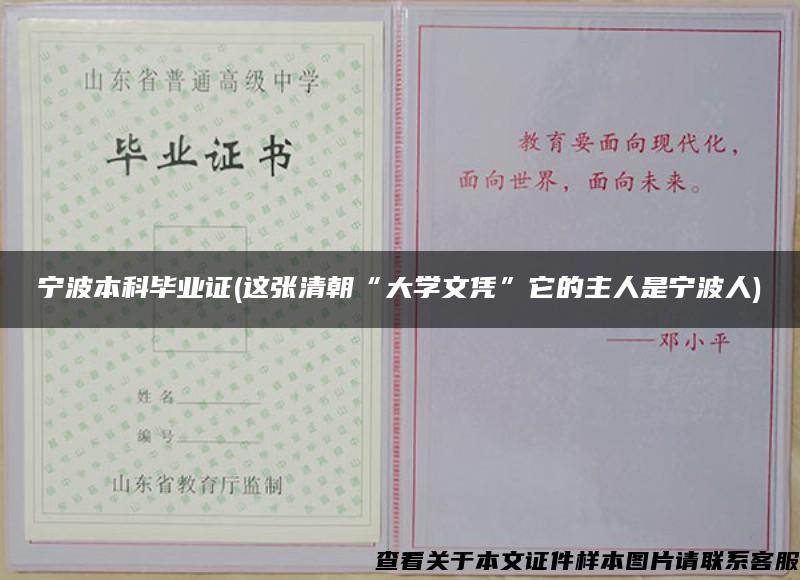 山东省普通高级中学
毕业证书
姓名
编号
山东省教育厅监制
教育要面向现代化，
面向世界，面向未来。
——邓小平
宁波本科毕业证(这张清朝“大学文凭”它的主人是宁波人)
查看关于本文证件样本图片请联系客服